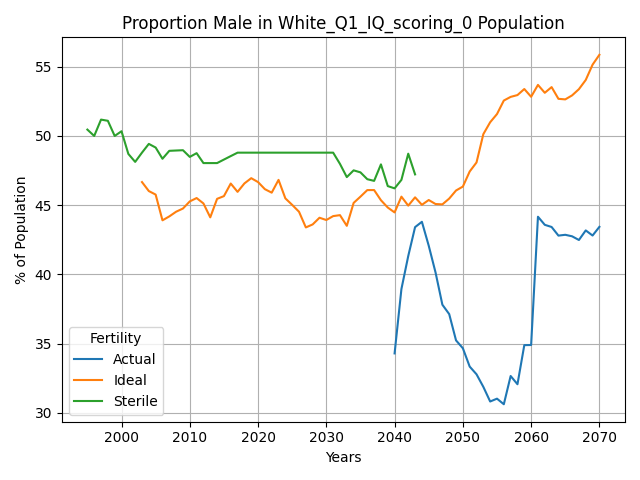 Proportion Male in White_Q1_IQ_scoring_0 Population
% of Population
55
50
45
40
35
30
Fertility
Actual
Ideal
Sterile
2000
2010
2020
2030
2040
2050
2060
2070
Years